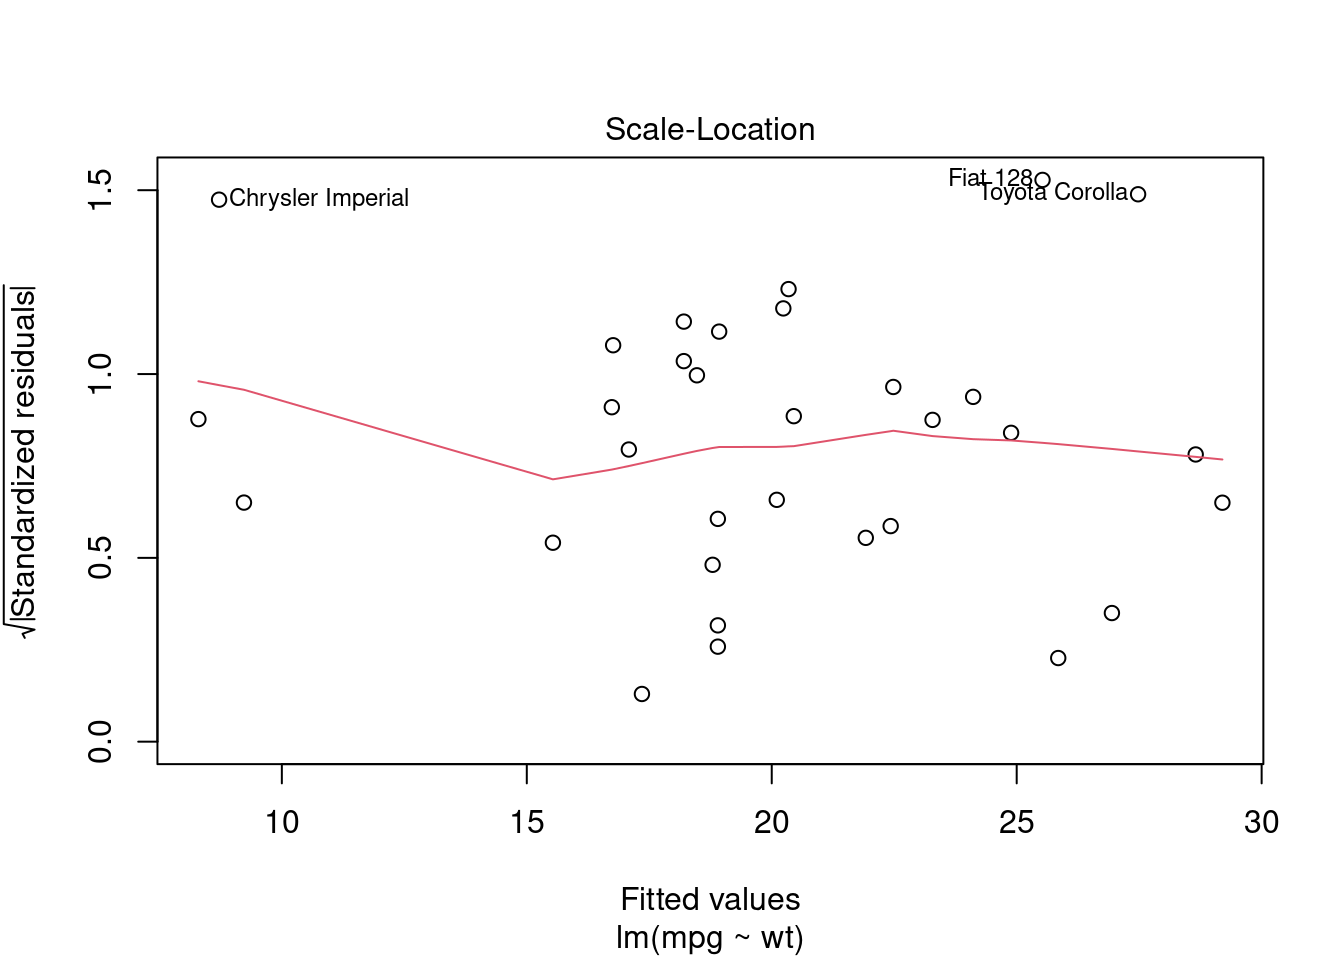 Scale-Location
√|Standardized residuals|
1.5
1.0
0.5
0.0
Chrysler Imperial
Fiat 128
Toyota Corolla
10 15 20 25 30
Fitted values
lm(mpg ~ wt)